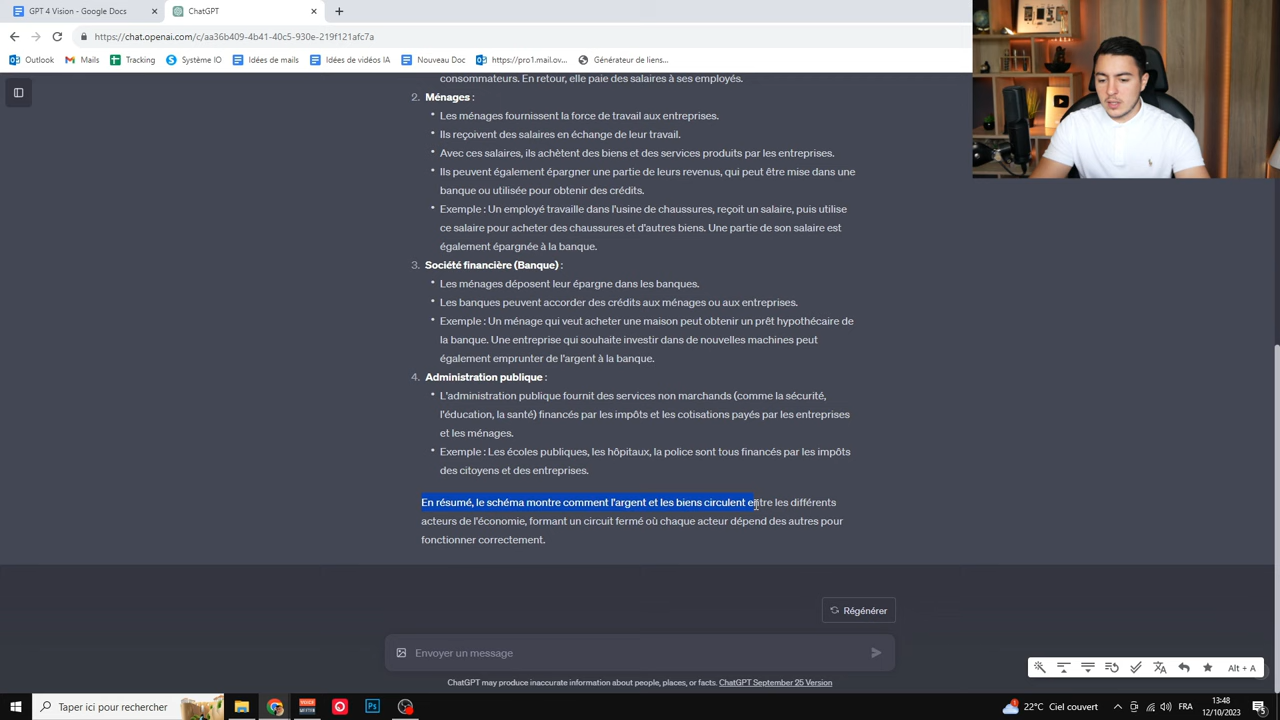 GPT 4 Vision - Google Docs
ChatGPT
https://chat.openai.com/c/aa36b409-4b41-40c5-930e-219f121afc7a
Outlook
Mails
Tracking
Système IO
Idées de mails
Idées de vidéos IA
Nouveau Doc
https://pro1.mail.ov...
Générateur de liens...
consommateurs. En retour, elle paie des salaires à ses employés.
2. Ménages :
• Les ménages fournissent la force de travail aux entreprises.
• Ils reçoivent des salaires en échange de leur travail.
• Avec ces salaires, ils achètent des biens et des services produits par les entreprises.
• Ils peuvent également épargner une partie de leurs revenus, qui peut être mise dans une
banque ou utilisée pour obtenir des crédits.
• Exemple : Un employé travaille dans l'usine de chaussures, reçoit un salaire, puis utilise
ce salaire pour acheter des chaussures et d'autres biens. Une partie de son salaire est
également épargnée à la banque.
3. Société financière (Banque) :
• Les ménages déposent leur épargne dans les banques.
• Les banques peuvent accorder des crédits aux ménages ou aux entreprises.
• Exemple : Un ménage qui veut acheter une maison peut obtenir un prêt hypothécaire de
la banque. Une entreprise qui souhaite investir dans de nouvelles machines peut
également emprunter de l'argent à la banque.
4. Administration publique :
• L'administration publique fournit des services non marchands (comme la sécurité,
l'éducation, la santé) financés par les impôts et les cotisations payés par les entreprises
et les ménages.
• Exemple : Les écoles publiques, les hôpitaux, la police sont tous financés par les impôts
des citoyens et des entreprises.
En résumé, le schéma montre comment l'argent et les biens circulent entre les différents
acteurs de l'économie, formant un circuit fermé où chaque acteur dépend des autres pour
fonctionner correctement.
Régénérer
Envoyer un message
Alt + A
ChatGPT may produce inaccurate information about people, places, or facts. ChatGPT September 25 Version
Taper ici pour rechercher
22°C Ciel couvert
FRA
13:48
12/10/2023